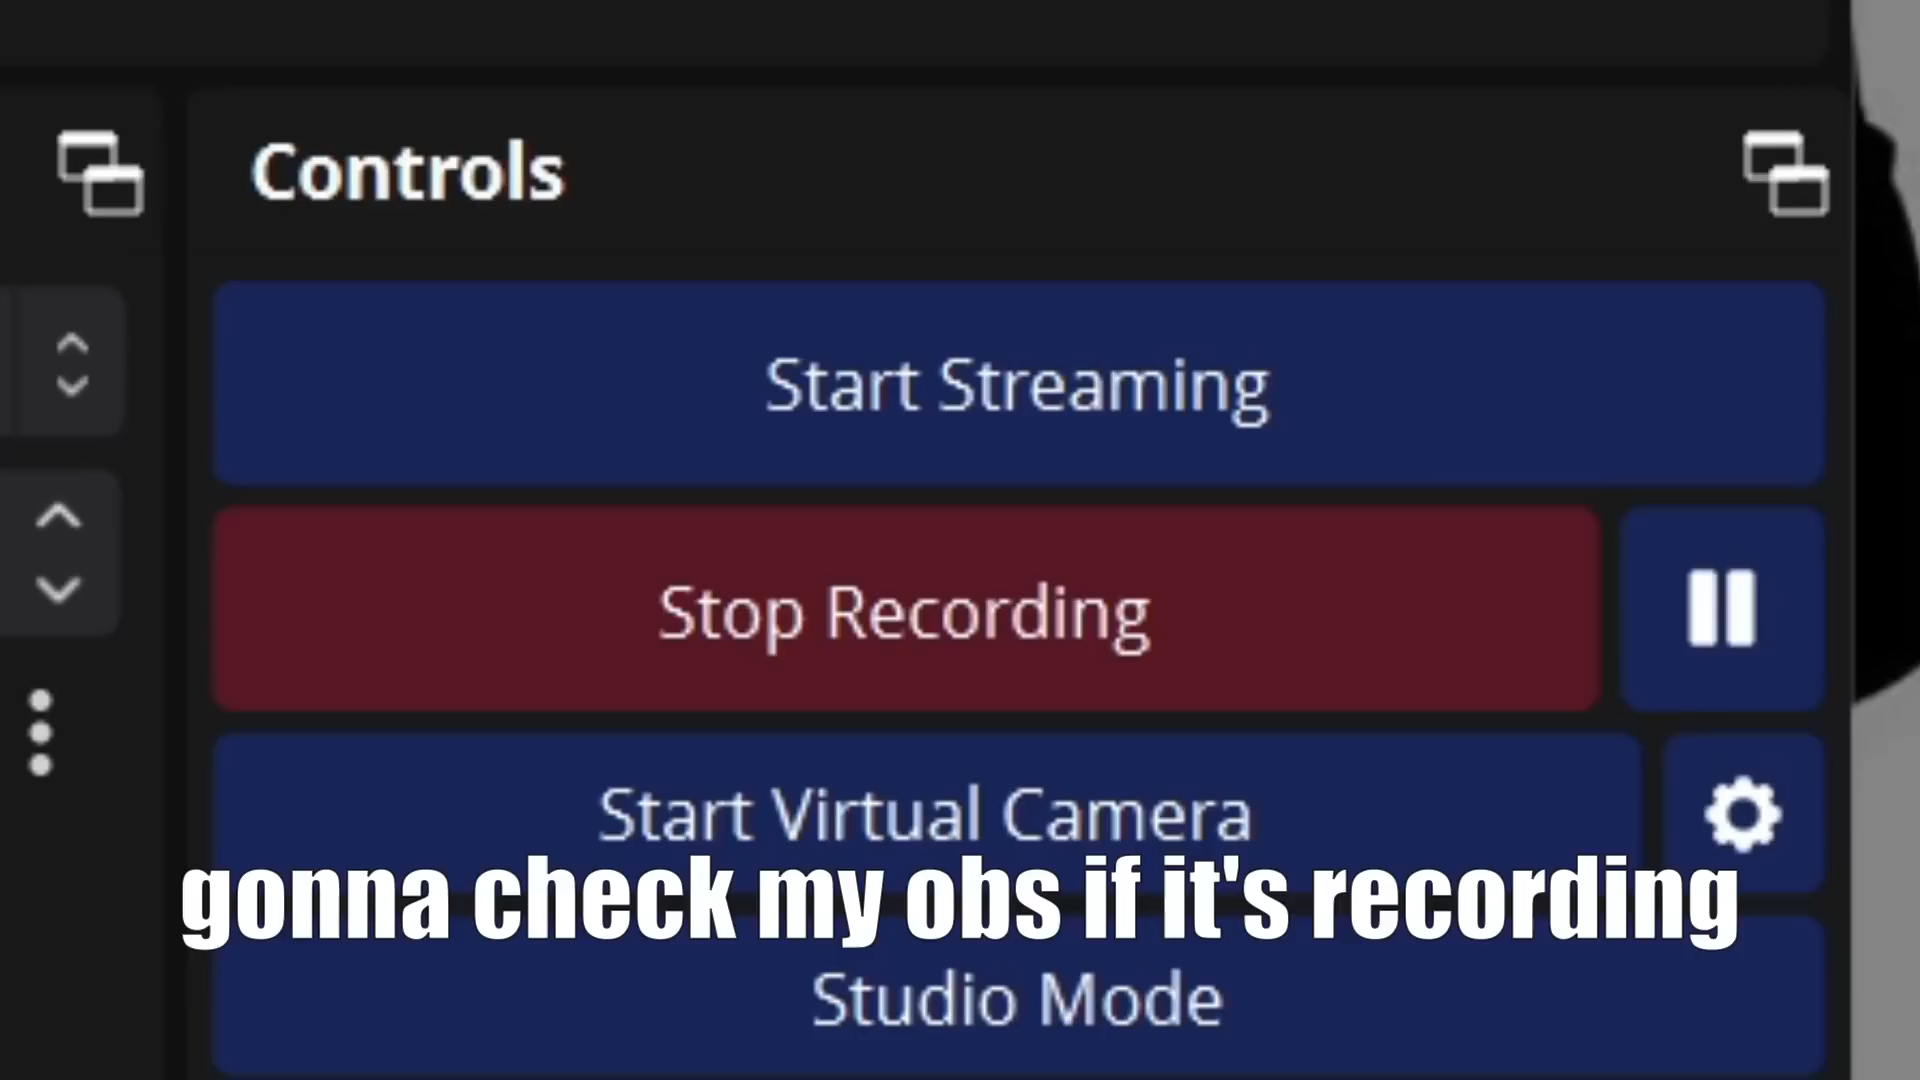 Controls
Start Streaming
Stop Recording
Start Virtual Camera
gonna check my obs if it's recording
Studio Mode